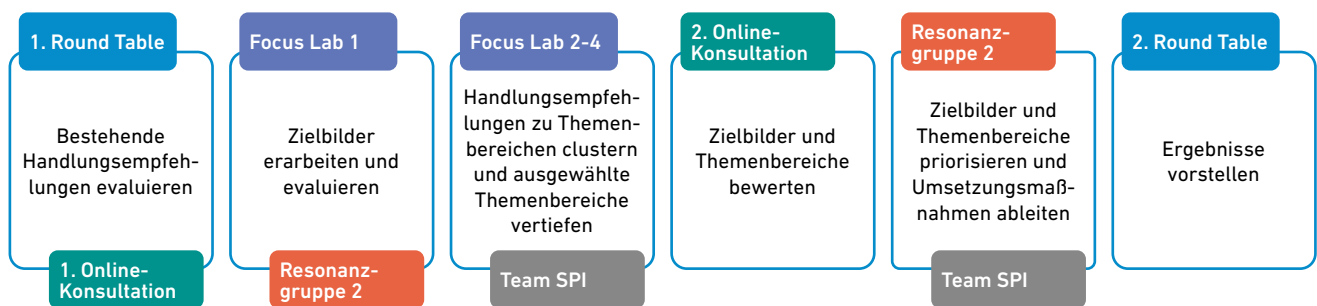 1. Round Table
Bestehende
Handlungsempfeh-
lungen evaluieren
1. Online-
Konsultation
Focus Lab 1
Zielbilder
erarbeiten und
evaluieren
Resonanz-
gruppe 2
Focus Lab 2-4
Handlungsempfeh-
lungen zu Themen-
bereichen clustern
und ausgewählte
Themenbereiche
vertiefen
Team SPI
2. Online-
Konsultation
Zielbilder und
Themenbereiche
bewerten
Resonanz-
gruppe 2
Zielbilder und
Themenbereiche
priorisieren und
Umsetzungsmaß-
nahmen ableiten
Team SPI
2. Round Table
Ergebnisse
vorstellen